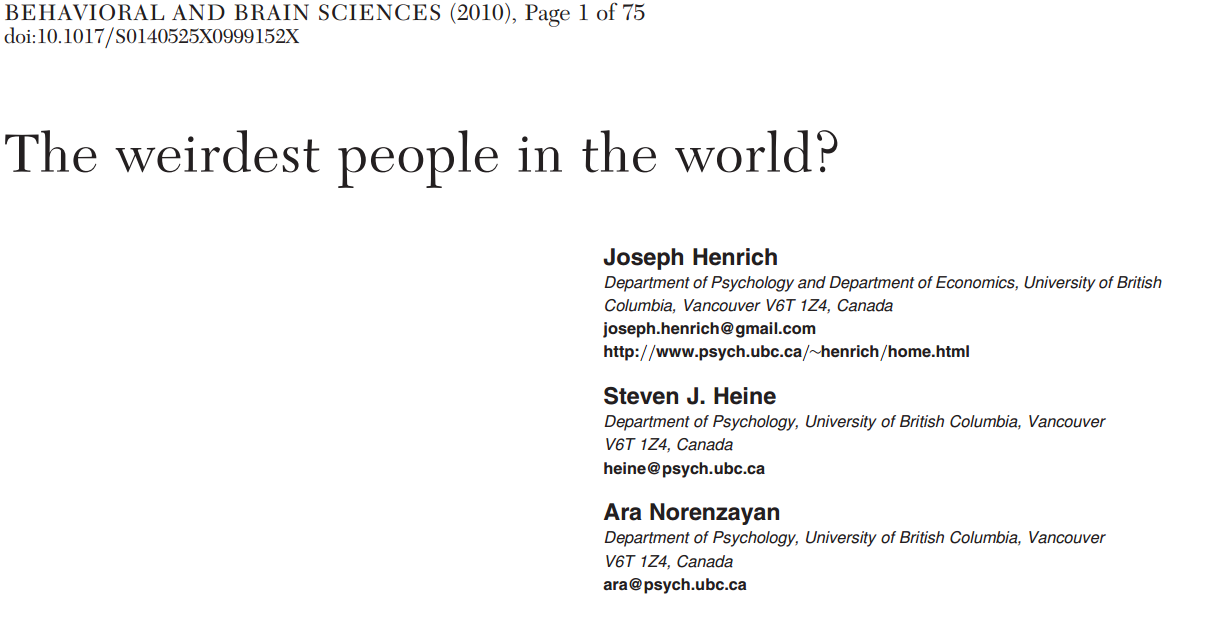 BEHAVIORAL AND BRAIN SCIENCES (2010), Page 1 of 75
doi:10.1017/S0140525X0999152X
The weirdest people in the world?
Joseph Henrich
Department of Psychology and Department of Economics, University of British
Columbia, Vancouver V6T 1Z4, Canada
joseph.henrich@gmail.com
http://www.psych.ubc.ca/~henrich/home.html
Steven J. Heine
Department of Psychology, University of British Columbia, Vancouver
V6T 1Z4, Canada
heine@psych.ubc.ca
Ara Norenzayan
Department of Psychology, University of British Columbia, Vancouver
V6T 1Z4, Canada
ara@psych.ubc.ca